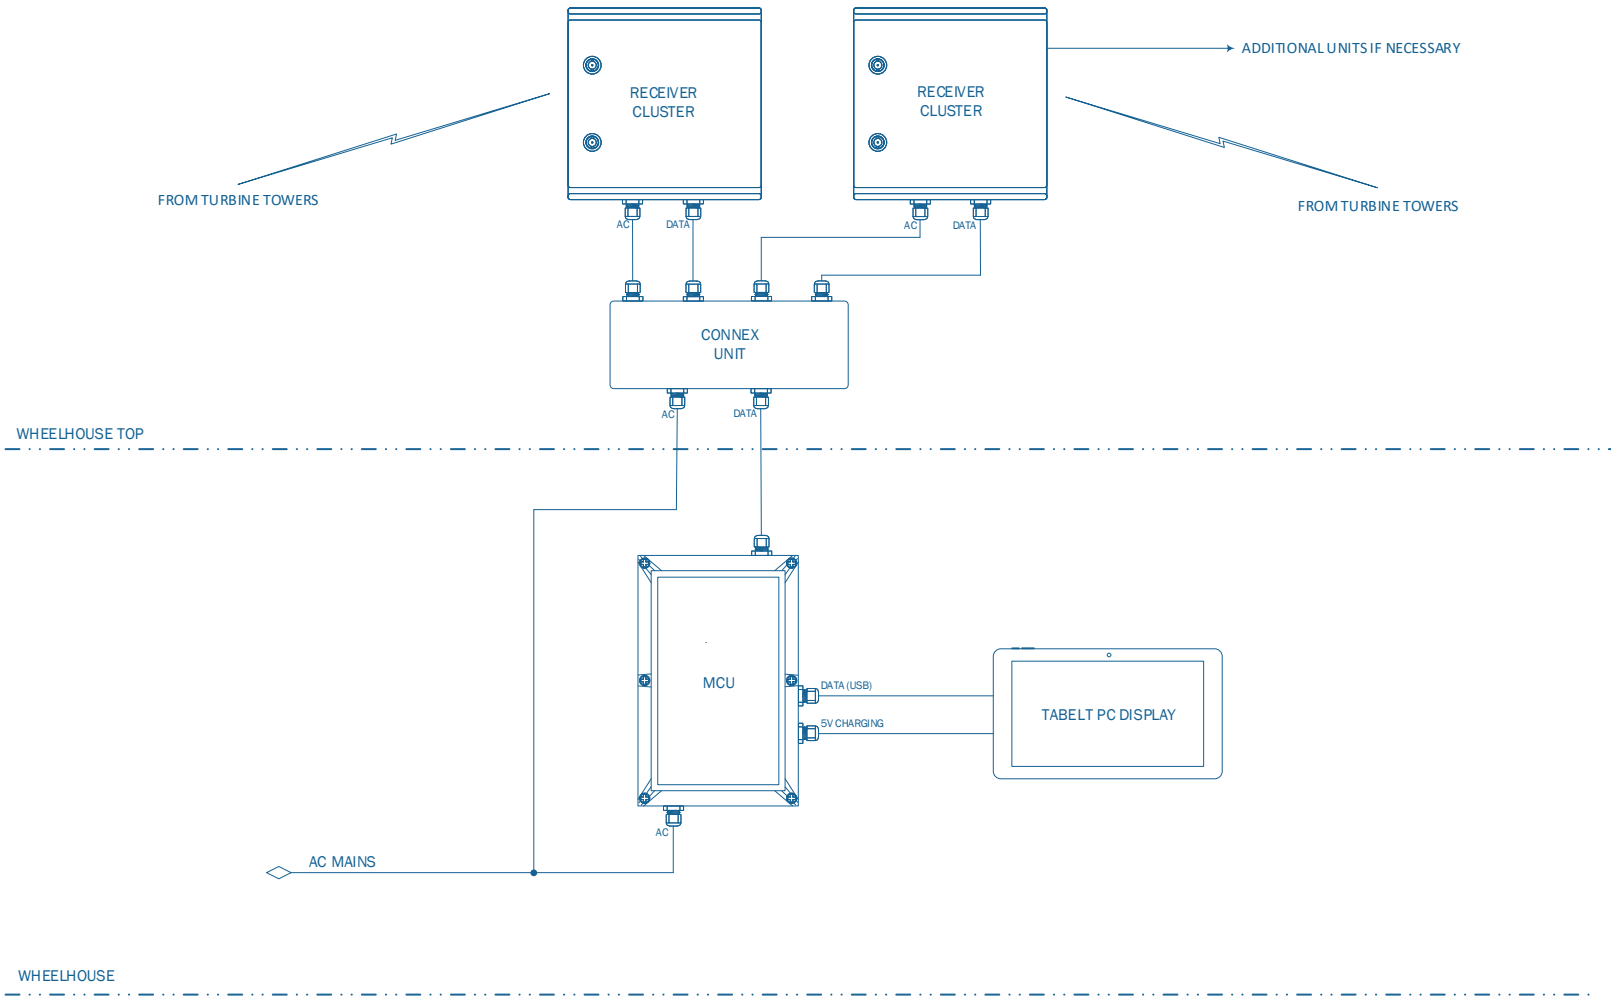 ADDITIONAL UNITS IF NECESSARY
RECEIVER
CLUSTER
RECEIVER
CLUSTER
FROM TURBINE TOWERS
FROM TURBINE TOWERS
AC
DATA
AC
DATA
CONNEX
UNIT
AC
DATA
WHEELHOUSE TOP
MCU
DATA (USB)
5V CHARGING
TABELT PC DISPLAY
AC
AC MAINS
WHEELHOUSE